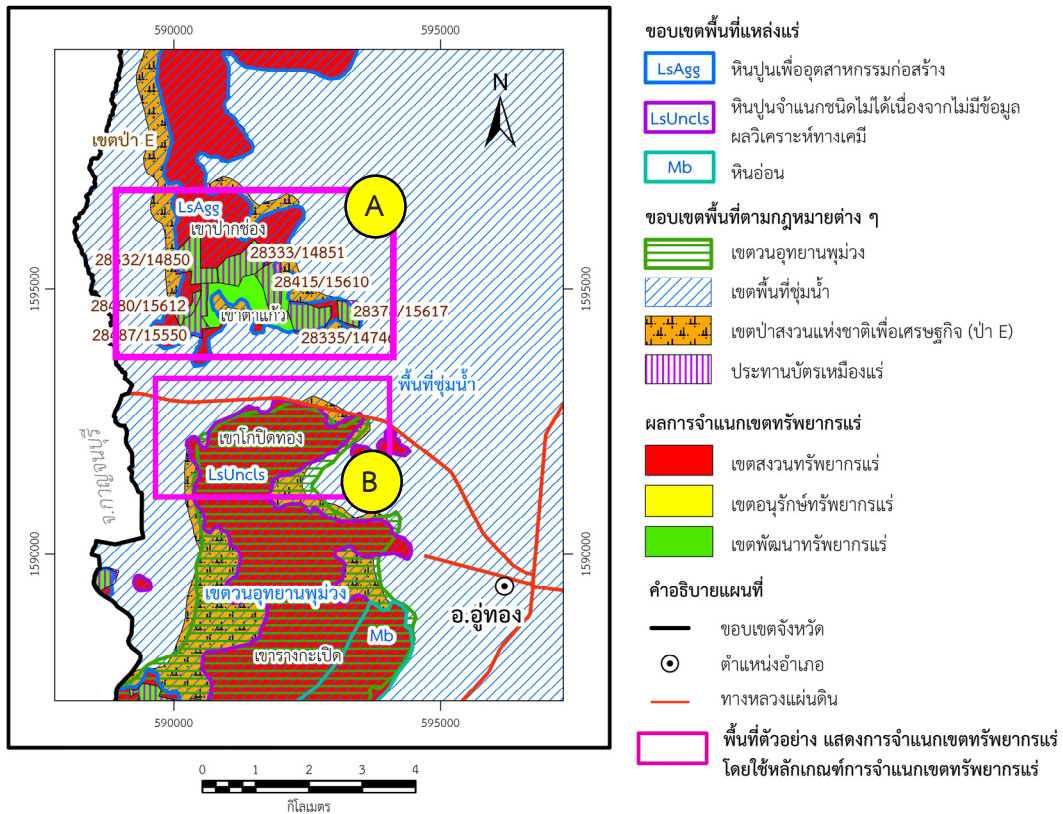 590000
595000
N
เขตป่า E
A
LsAgg
เขาปากช่อง
28333/14851
28415/15610
1595000
1595000
เขาตาแก้ว
28487/15550
พื้นที่ชุ่มน้ำ
เขาโกปิดทอง
B
LsUncls
จ.กาญจนบุรี
1590000
1590000
เขตวนอุทยานพุม่วง
อ.อู่ทอง
Mb
เขารางกะเปิด
590000
595000
0 1 2 3 4
กิโลเมตร
ขอบเขตพื้นที่แหล่งแร่
LsAgg หินปูนเพื่ออุตสาหกรรมก่อสร้าง
LsUncls หินปูนจำแนกชนิดไม่ได้เนื่องจากไม่มีข้อมูล
ผลวิเคราะห์ทางเคมี
Mb หินอ่อน
ขอบเขตพื้นที่ตามกฎหมายต่าง ๆ
เขตวนอุทยานพุม่วง
เขตพื้นที่ชุ่มน้ำ
เขตป่าสงวนแห่งชาติเพื่อเศรษฐกิจ (ป่า E)
ประทานบัตรเหมืองแร่
ผลการจำแนกเขตทรัพยากรแร่
เขตสงวนทรัพยากรแร่
เขตอนุรักษ์ทรัพยากรแร่
เขตพัฒนาทรัพยากรแร่
คำอธิบายแผนที่
ขอบเขตจังหวัด
ตำแหน่งอำเภอ
ทางหลวงแผ่นดิน
พื้นที่ตัวอย่าง แสดงการจำแนกเขตทรัพยากรแร่
โดยใช้หลักเกณฑ์การจำแนกเขตทรัพยากรแร่